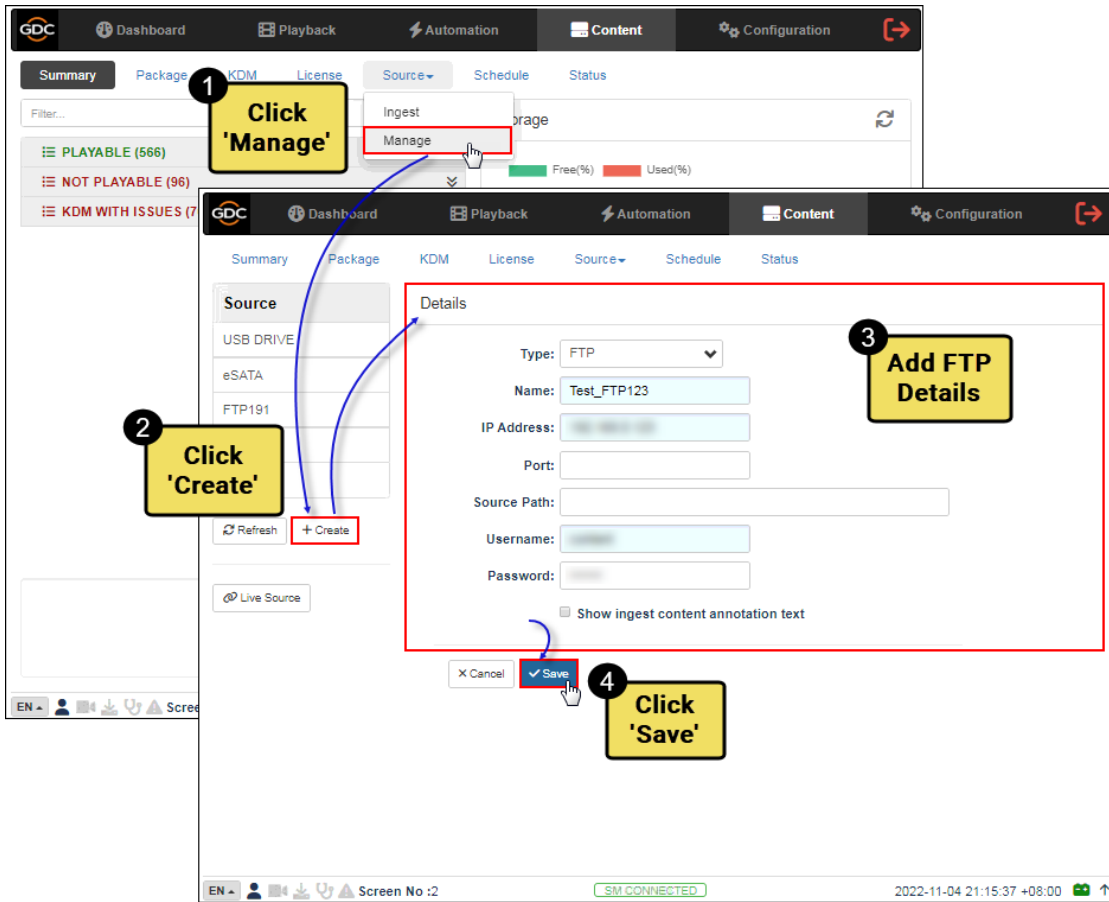 GDC Dashboard Playback Automation Content Configuration
Summary Package KDM License Source Schedule Status
1
Click
'Manage'
Filter...
Ingest
Manage
orage
Free(%) Used(%)
PLAYABLE (566)
NOT PLAYABLE (96)
KDM WITH ISSUES (7
GDC Dashboard Playback Automation Content Configuration
Summary Package KDM License Source Schedule Status
Source
USB DRIVE
eSATA
FTP191
2
Click
'Create'
Refresh + Create
Live Source
Details
Type: FTP
Name: Test_FTP123
IP Address:
Port:
Source Path:
Username:
Password:
Show ingest content annotation text
3
Add FTP
Details
Cancel Save
4
Click
'Save'
EN Scree
EN Screen No :2 SM CONNECTED 2022-11-04 21:15:37 +08:00